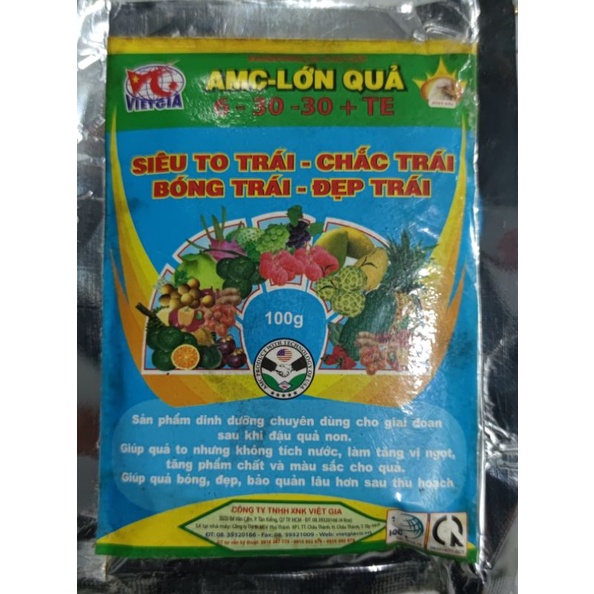 VIETGIA
AMC-LỚN QUẢ
6 - 30 -30 + TE
SIÊU TO TRÁI - CHẮC TRÁI
BÓNG TRÁI - ĐẸP TRÁI
100g
Sản phẩm dinh dưỡng chuyên dùng cho giai đoạn
sau khi đậu quả non.
Giúp quả to nhưng không tích nước, làm tăng vị ngọt,
tăng phẩm chất và màu sắc cho quả.
Giúp quả bóng, đẹp, bảo quản lâu hơn sau thu hoạch
CÔNG TY TNHH XNK VIỆT GIA